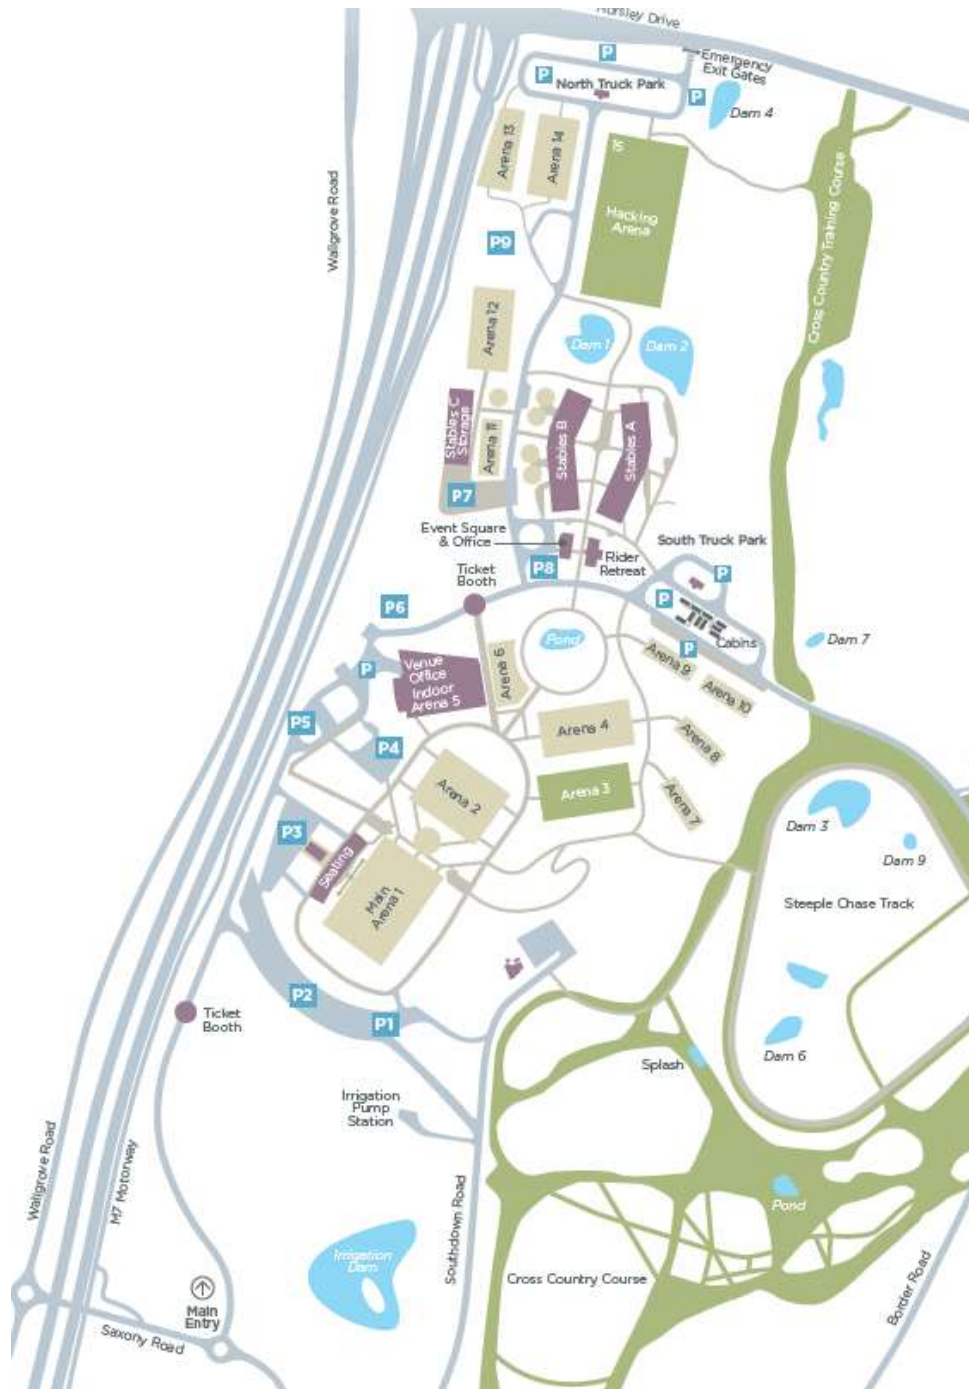 Horsley Drive
P
Emergency
Exit Gates
P
North Truck Park
P
Dam 4
Arena 13
Arena 14
15
Hacking
Arena
Cross Country Training Course
Wallgrove Road
P9
Arena 12
Dam 1
Dam 2
Stables C
Storage
Arena 11
Stables B
Stables A
P7
Event Square
& Office
P8
Rider
Retreat
South Truck Park
P
Ticket
Booth
P6
P
Cabins
P
Pond
Dam 7
Venue
Office
Indoor
Arena 5
P
Arena 6
Arena 9
Arena 10
P5
P4
Arena 4
Arena 8
Arena 2
Arena 3
Arena 7
Dam 3
P3
Seating
Dam 9
Main
Arena 1
Steeple Chase Track
P2
P1
Ticket
Booth
Splash
Dam 6
Irrigation
Pump
Station
Wallgrove Road
M7 Motorway
Southdown Road
Pond
Irrigation
Dam
Cross Country Course
Border Road
Main
Entry
Saxony Road